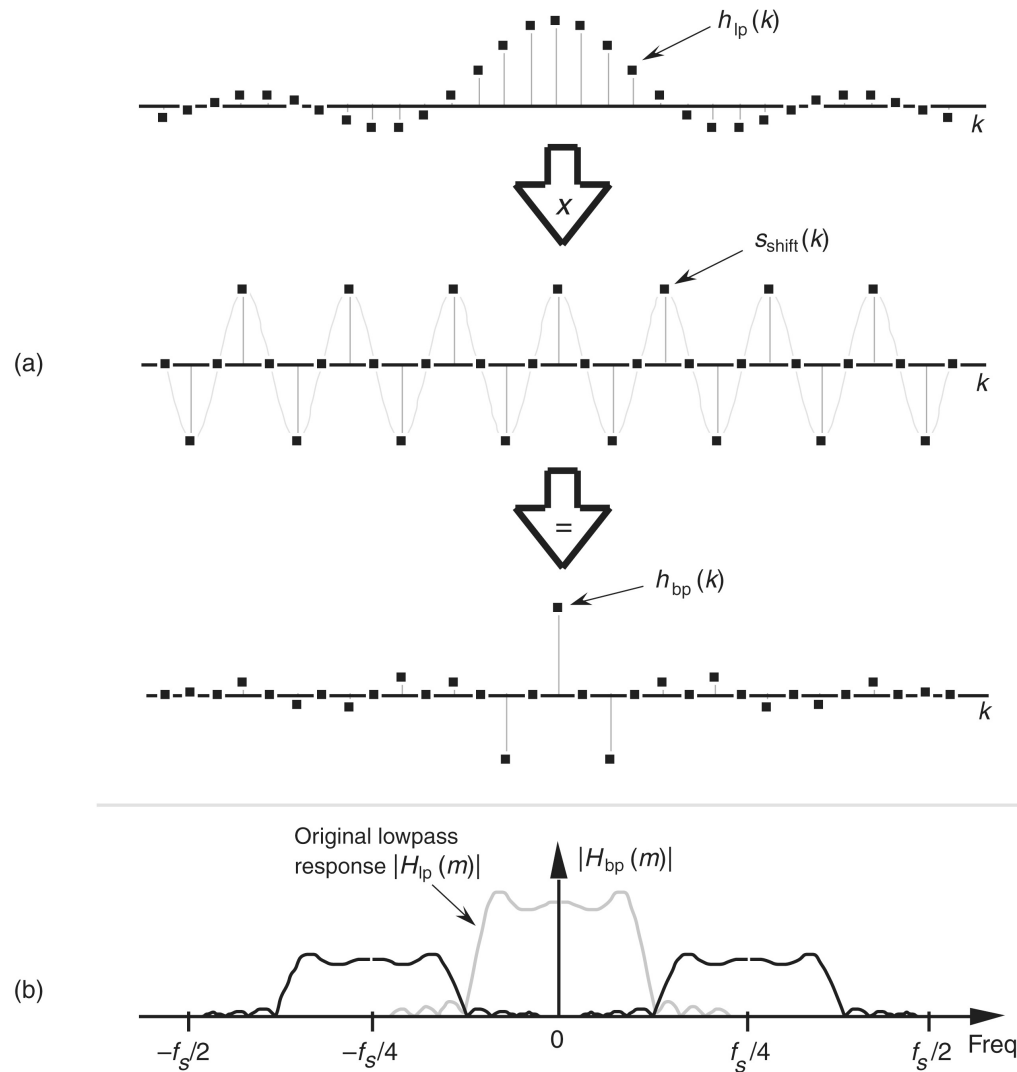 h_lp(k)
k
x
s_shift(k)
(a)
k
=
h_bp(k)
k
Original lowpass
response |H_lp(m)|
|H_bp(m)|
(b)
−f_s/2
−f_s/4
0
f_s/4
f_s/2
Freq